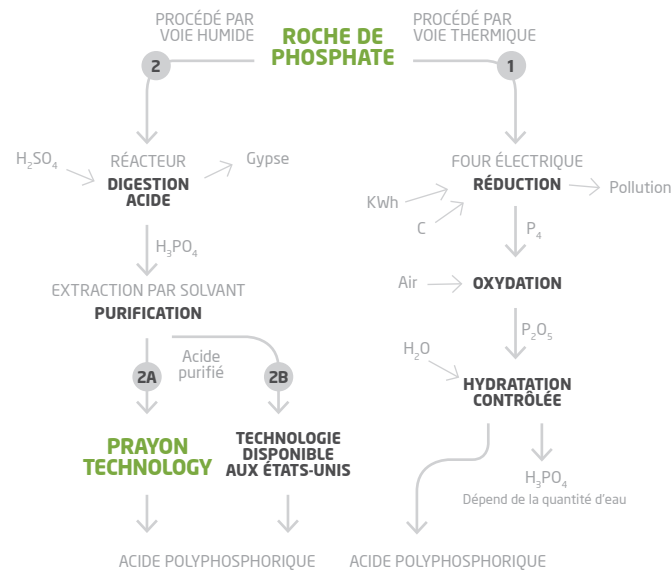 PROCÉDÉ PAR
VOIE HUMIDE
ROCHE DE
PHOSPHATE
PROCÉDÉ PAR
VOIE THERMIQUE
2
1
H₂SO₄
RÉACTEUR
DIGESTION
ACIDE
Gypse
H₃PO₄
EXTRACTION PAR SOLVANT
PURIFICATION
Acide
purifié
2A
2B
PRAYON
TECHNOLOGY
TECHNOLOGIE
DISPONIBLE
AUX ÉTATS-UNIS
ACIDE POLYPHOSPHORIQUE
FOUR ÉLECTRIQUE
RÉDUCTION
Pollution
KWh
C
P₄
Air
OXYDATION
P₂O₅
H₂O
HYDRATATION
CONTRÔLÉE
H₃PO₄
Dépend de la quantité d'eau
ACIDE POLYPHOSPHORIQUE